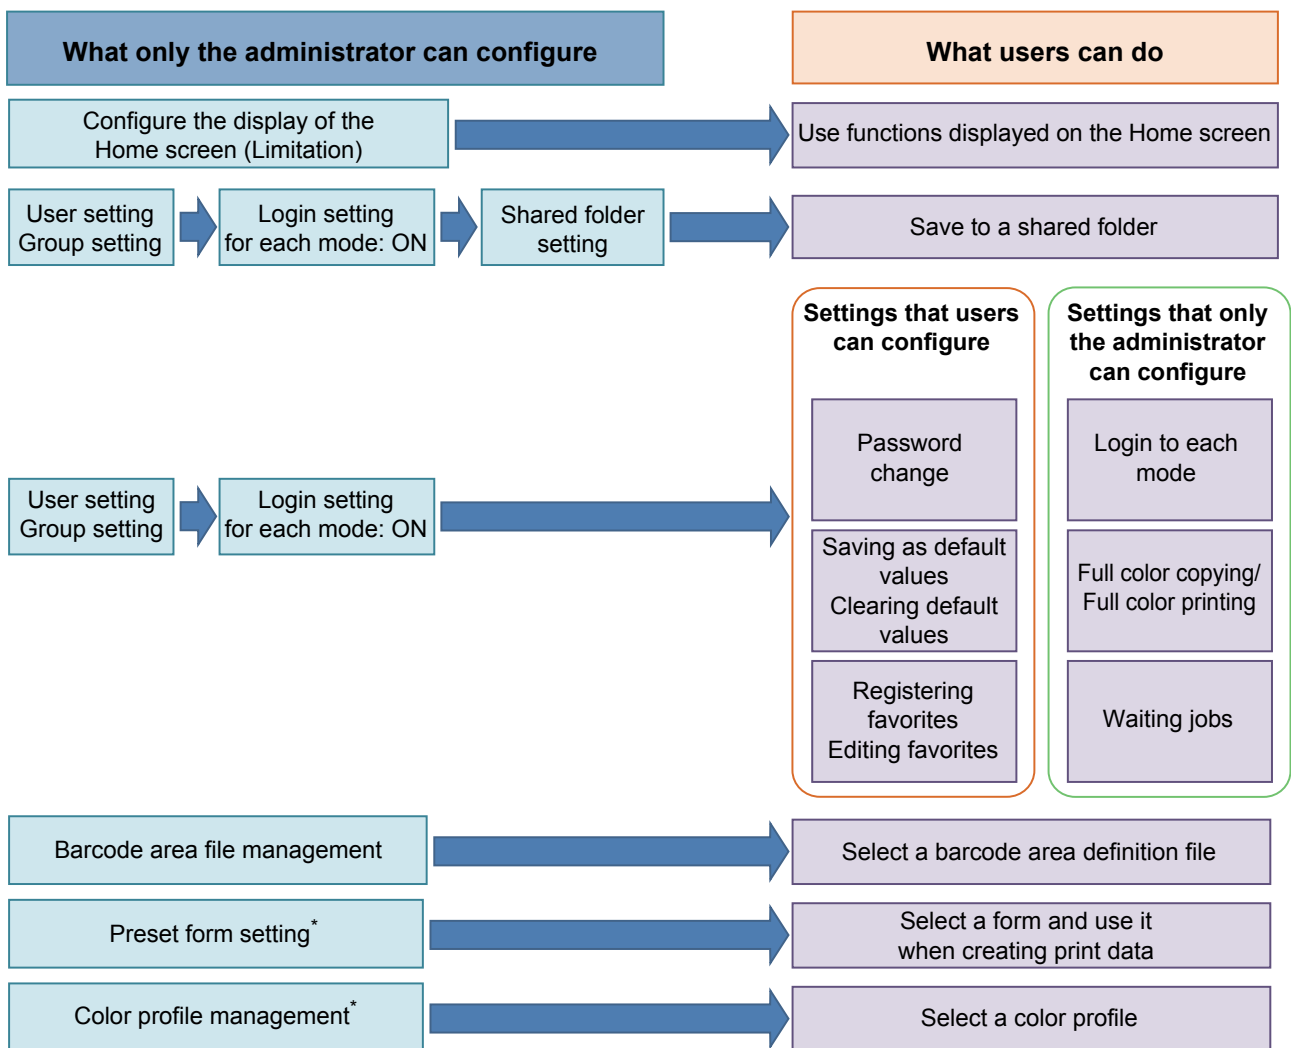 What only the administrator can configure
What users can do
Configure the display of the
Home screen (Limitation)
Use functions displayed on the Home screen
User setting
Group setting
Login setting
for each mode: ON
Shared folder
setting
Save to a shared folder
Settings that users
can configure
Settings that only
the administrator
can configure
User setting
Group setting
Login setting
for each mode: ON
Password
change
Login to each
mode
Saving as default
values
Clearing default
values
Full color copying/
Full color printing
Registering
favorites
Editing favorites
Waiting jobs
Barcode area file management
Select a barcode area definition file
Preset form setting*
Select a form and use it
when creating print data
Color profile management*
Select a color profile